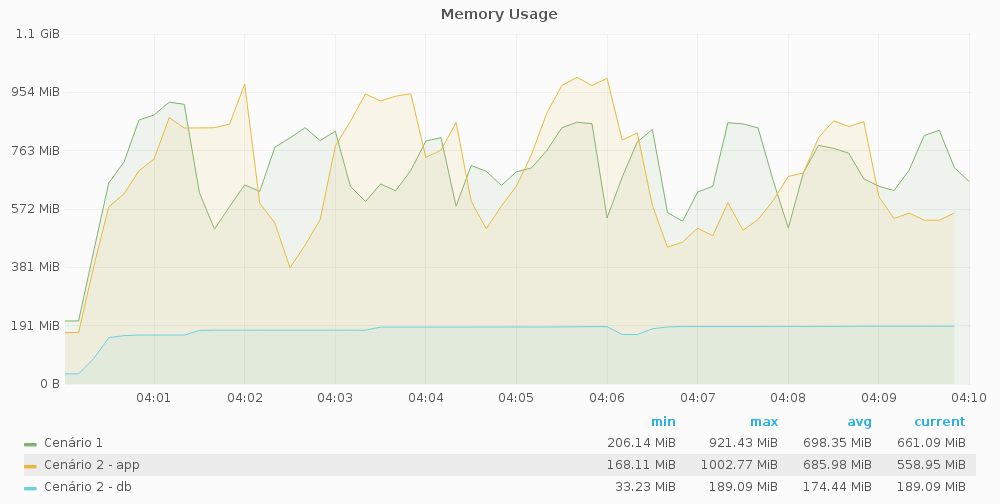 Memory Usage
1.1 GiB
954 MiB
763 MiB
572 MiB
381 MiB
191 MiB
0 B
04:01 04:02 04:03 04:04 04:05 04:06 04:07 04:08 04:09 04:10
min max avg current
Cenário 1 206.14 MiB 921.43 MiB 698.35 MiB 661.09 MiB
Cenário 2 - app 168.11 MiB 1002.77 MiB 685.98 MiB 558.95 MiB
Cenário 2 - db 33.23 MiB 189.09 MiB 174.44 MiB 189.09 MiB